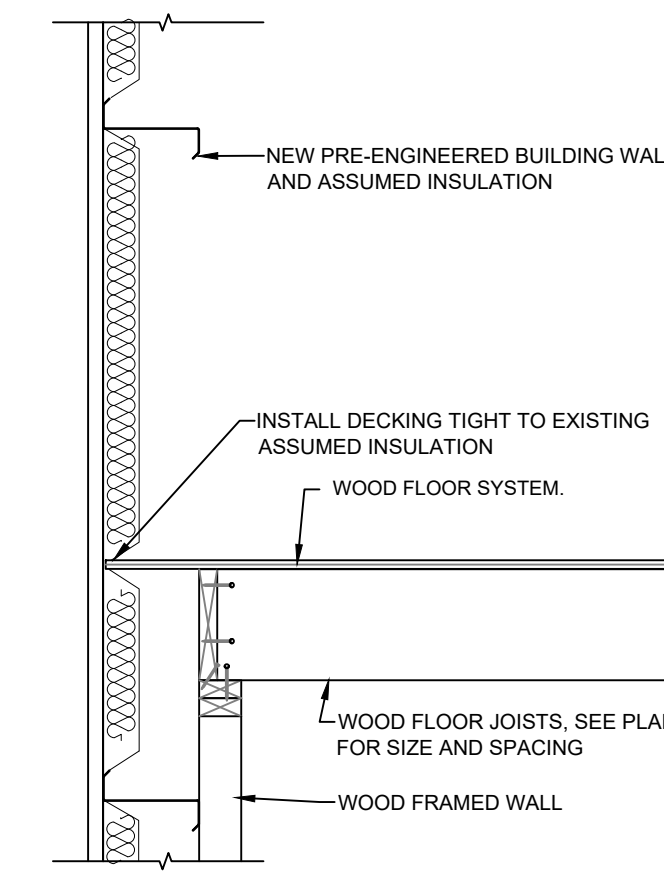 NEW PRE-ENGINEERED BUILDING WAL
AND ASSUMED INSULATION
INSTALL DECKING TIGHT TO EXISTING
ASSUMED INSULATION
WOOD FLOOR SYSTEM.
WOOD FLOOR JOISTS, SEE PLA
FOR SIZE AND SPACING
WOOD FRAMED WALL